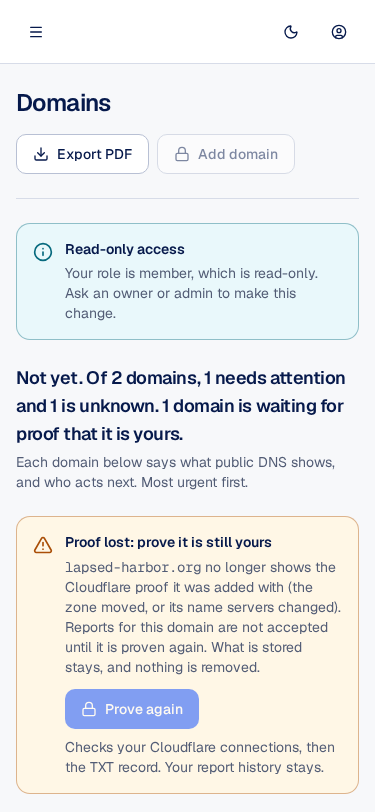 Domains
Export PDF
Add domain
Read-only access
Your role is member, which is read-only.
Ask an owner or admin to make this
change.
Not yet. Of 2 domains, 1 needs attention
and 1 is unknown. 1 domain is waiting for
proof that it is yours.
Each domain below says what public DNS shows,
and who acts next. Most urgent first.
Proof lost: prove it is still yours
lapsed-harbor.org no longer shows the
Cloudflare proof it was added with (the
zone moved, or its name servers changed).
Reports for this domain are not accepted
until it is proven again. What is stored
stays, and nothing is removed.
Prove again
Checks your Cloudflare connections, then
the TXT record. Your report history stays.